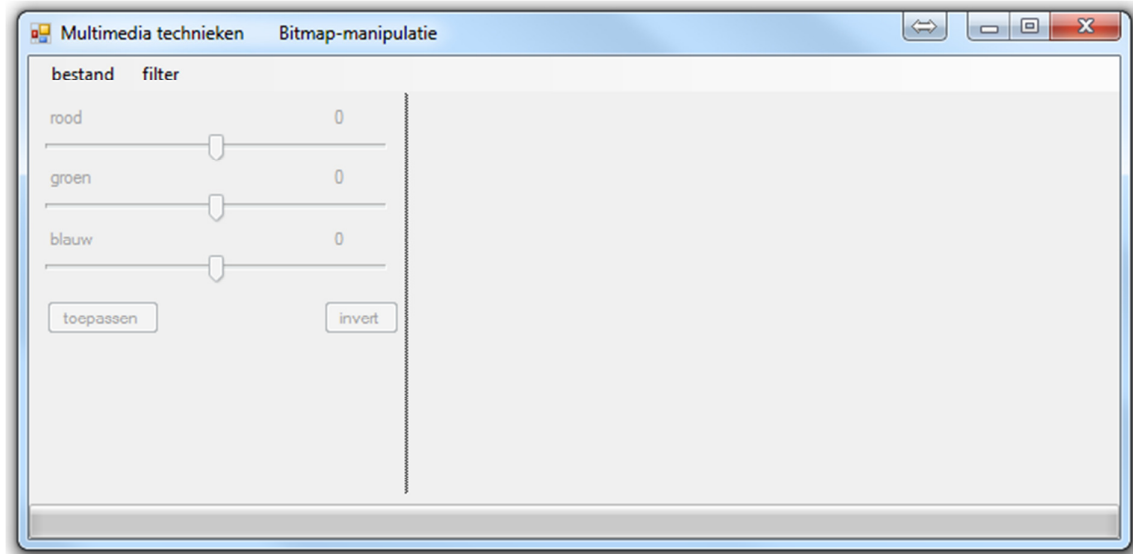 Multimedia technieken Bitmap-manipulatie
bestand filter
rood 0
groen 0
blauw 0
toepassen invert